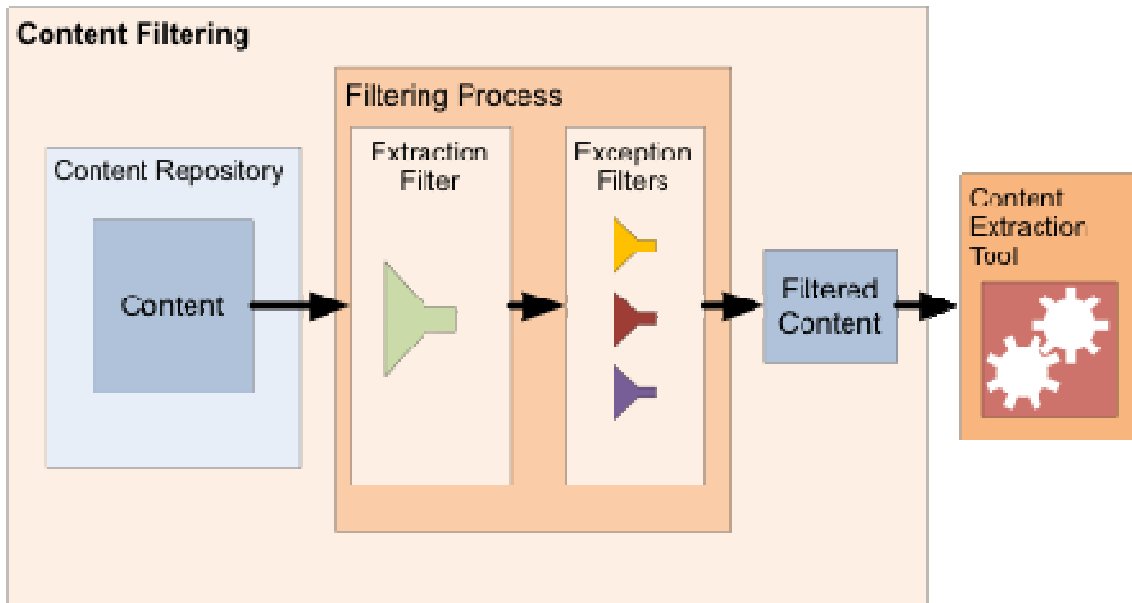 Content Filtering
Filtering Process
Content Repository
Content
Extraction
Filter
Exception
Filters
Filtered
Content
Content
Extraction
Tool